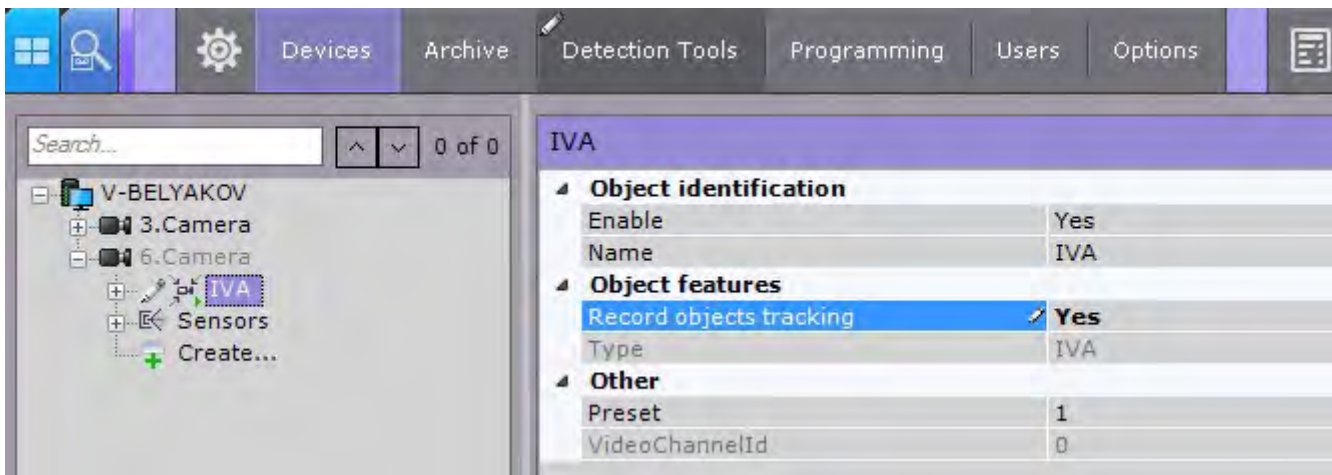 Devices Archive Detection Tools Programming Users Options
Search... 0 of 0
V-BELYAKOV
3.Camera
6.Camera
IVA
Sensors
Create...
IVA
Object identification
Enable Yes
Name IVA
Object features
Record objects tracking Yes
Type IVA
Other
Preset 1
VideoChannelId 0